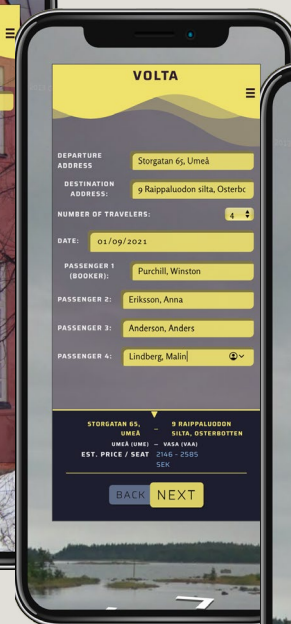 VOLTA
DEPARTURE
ADDRESS
Storgatan 65, Umeå
DESTINATION
ADDRESS:
9 Raippaluodon silta, Österbc
NUMBER OF TRAVELERS:
4
DATE:
01/09/2021
PASSENGER 1
(BOOKER):
Purchill, Winston
PASSENGER 2:
Eriksson, Anna
PASSENGER 3:
Anderson, Anders
PASSENGER 4:
Lindberg, Malin
STORGATAN 65,
UMEÅ
–
9 RAIPPALUODON
SILTA, OSTERBOTTEN
UMEÅ (UME) — VASA (VAA)
EST. PRICE / SEAT 2146 - 2585
SEK
BACK NEXT